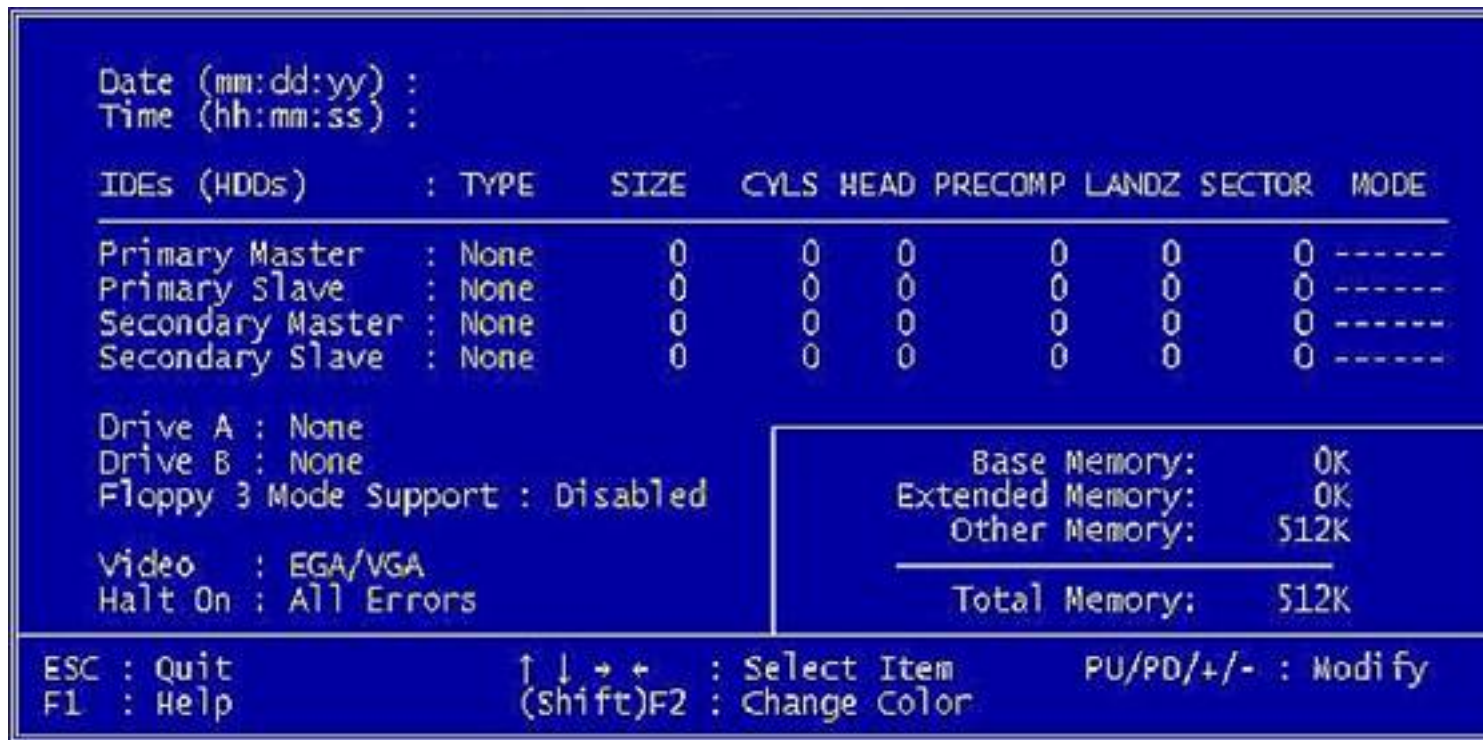 Date (mm:dd:yy) :
Time (hh:mm:ss) :
IDEs (HDDs) : TYPE SIZE CYLS HEAD PRECOMP LANDZ SECTOR MODE
Primary Master : None 0 0 0 0 0 0 ------
Primary Slave : None 0 0 0 0 0 0 ------
Secondary Master : None 0 0 0 0 0 0 ------
Secondary Slave : None 0 0 0 0 0 0 ------
Drive A : None
Drive B : None
Floppy 3 Mode Support : Disabled
Video : EGA/VGA
Halt On : All Errors
Base Memory: 0K
Extended Memory: 0K
Other Memory: 512K
Total Memory: 512K
ESC : Quit ↑ ↓ → ← : Select Item PU/PD/+/- : Modify
F1 : Help (Shift)F2 : Change Color